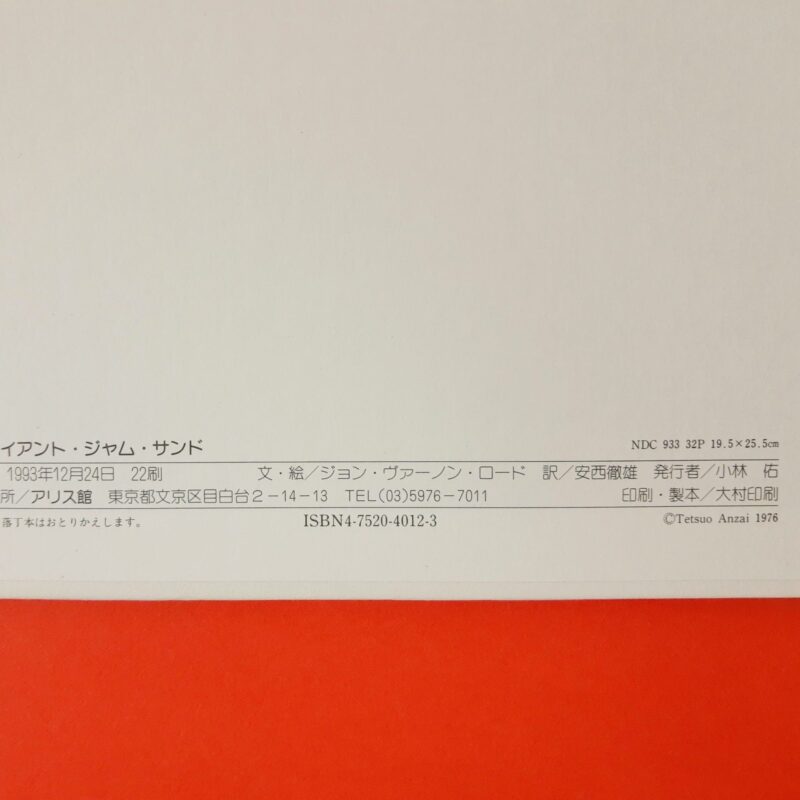 イアント・ジャム・サンド
NDC 933 32P 19.5×25.5cm
1993年12月24日 22刷 文・絵/ジョン・ヴァーノン・ロード 訳/安西徹雄 発行者/小林 佑
所/アリス館 東京都文京区目白台2-14-13 TEL(03)5976-7011 印刷・製本/大村印刷
落丁本はおとりかえします。 ISBN4-7520-4012-3 ©Tetsuo Anzai 1976